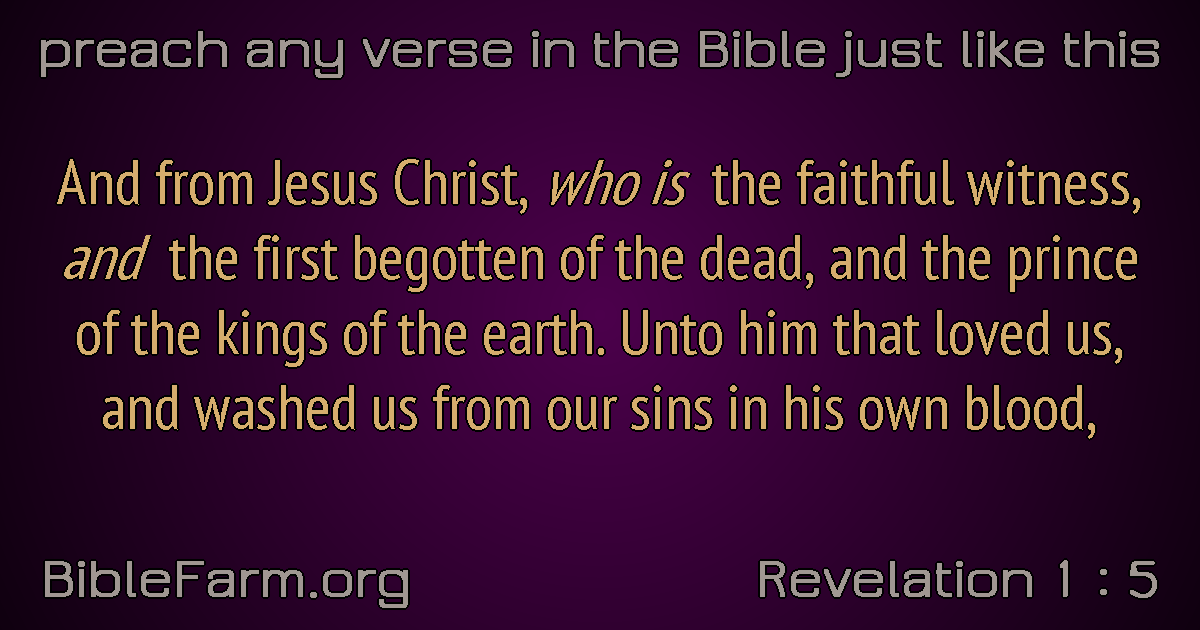 preach any verse in the Bible just like this
And from Jesus Christ, who is the faithful witness,
and the first begotten of the dead, and the prince
of the kings of the earth. Unto him that loved us,
and washed us from our sins in his own blood,
BibleFarm.org
Revelation 1 : 5